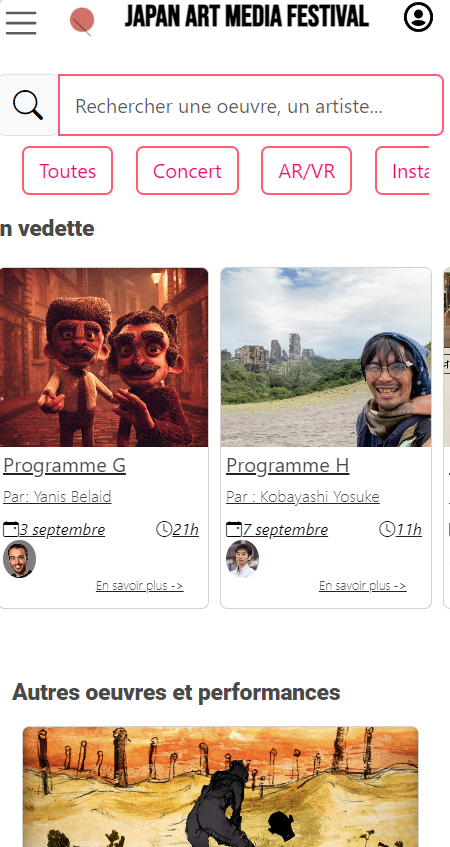 JAPAN ART MEDIA FESTIVAL
Rechercher une oeuvre, un artiste...
Toutes
Concert
AR/VR
Insta
n vedette
Programme G
Par: Yanis Belaid
3 septembre
21h
En savoir plus ->
Programme H
Par : Kobayashi Yosuke
7 septembre
11h
En savoir plus ->
Autres oeuvres et performances